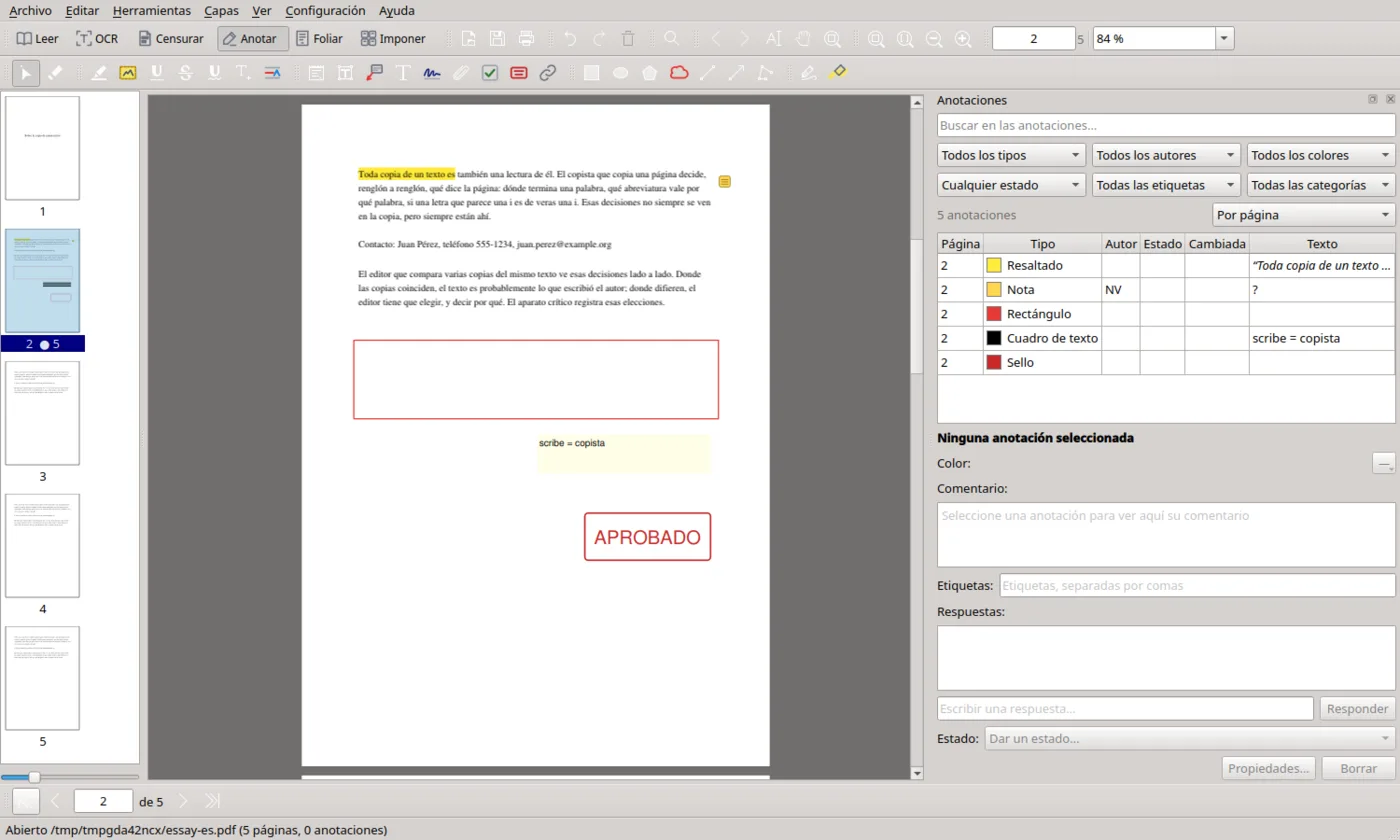 Archivo Editar Herramientas Capas Ver Configuración Ayuda
Leer OCR Censurar Anotar Foliar Imponer 2 5 84 %
Anotaciones
Buscar en las anotaciones...
Todos los tipos Todos los autores Todos los colores
Cualquier estado Todas las etiquetas Todas las categorías
5 anotaciones Por página
Página Tipo Autor Estado Cambiada Texto
2 Resaltado “Toda copia de un texto ...
2 Nota NV ?
2 Rectángulo
2 Cuadro de texto scribe = copista
2 Sello
Ninguna anotación seleccionada
Color:
Comentario:
Seleccione una anotación para ver aquí su comentario
Etiquetas: Etiquetas, separadas por comas
Respuestas:
Escribir una respuesta... Responder
Estado: Dar un estado...
Propiedades... Borrar
1
2 5
3
4
5
Toda copia de un texto es también una lectura de él. El copista que copia una página decide,
renglón a renglón, qué dice la página: dónde termina una palabra, qué abreviatura vale por
qué palabra, si una letra que parece una i es de veras una i. Esas decisiones no siempre se ven
en la copia, pero siempre están ahí.
Contacto: Juan Pérez, teléfono 555-1234, juan.perez@example.org
El editor que compara varias copias del mismo texto ve esas decisiones lado a lado. Donde
las copias coinciden, el texto es probablemente lo que escribió el autor; donde difieren, el
editor tiene que elegir, y decir por qué. El aparato crítico registra esas elecciones.
scribe = copista
APROBADO
2 de 5
Abierto /tmp/tmpgda42ncx/essay-es.pdf (5 páginas, 0 anotaciones)